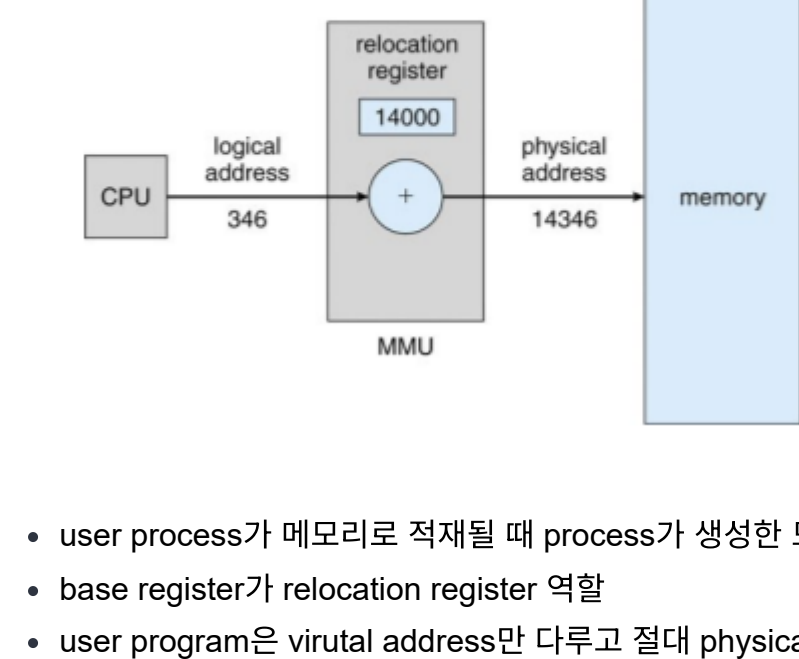 relocation
register
14000
logical
address
physical
address
CPU
+
memory
346
14346
MMU
user process가 메모리로 적재될 때 process가 생성한
base register가 relocation register 역할
user program은 virutal address만 다루고 절대